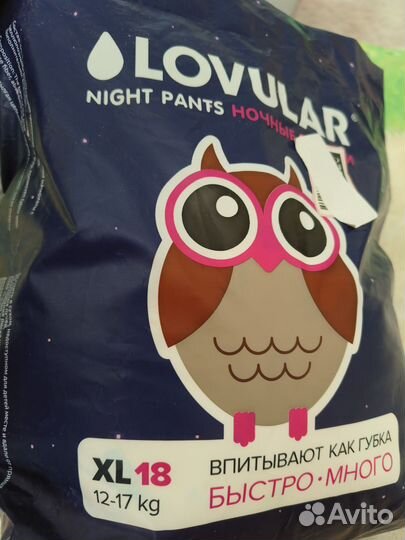 LOVULAR
NIGHT PANTS НОЧНЫЕ
XL 18
12-17 kg
ВПИТЫВАЮТ КАК ГУБКА
БЫСТРО·МНОГО
Avito